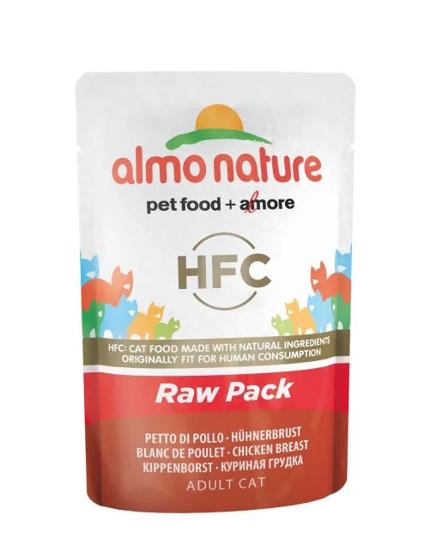 almo nature
pet food + almore
HFC
HFC: CAT FOOD MADE WITH NATURAL INGREDIENTS
ORIGINALLY FIT FOR HUMAN CONSUMPTION
Raw Pack
PETTO DI POLLO · HÜHNERBRUST
BLANC DE POULET · CHICKEN BREAST
KIPPENBORST · КУРИНАЯ ГРУДКА
ADULT CAT